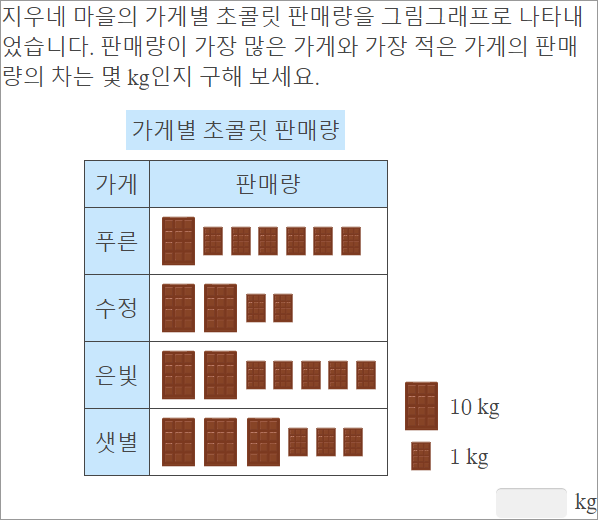 지우네 마을의 가게별 초콜릿 판매량을 그림그래프로 나타내
었습니다. 판매량이 가장 많은 가게와 가장 적은 가게의 판매
량의 차는 몇 kg인지 구해 보세요.
가게별 초콜릿 판매량
가게 판매량
푸른
수정
은빛
샛별
10 kg
1 kg
kg